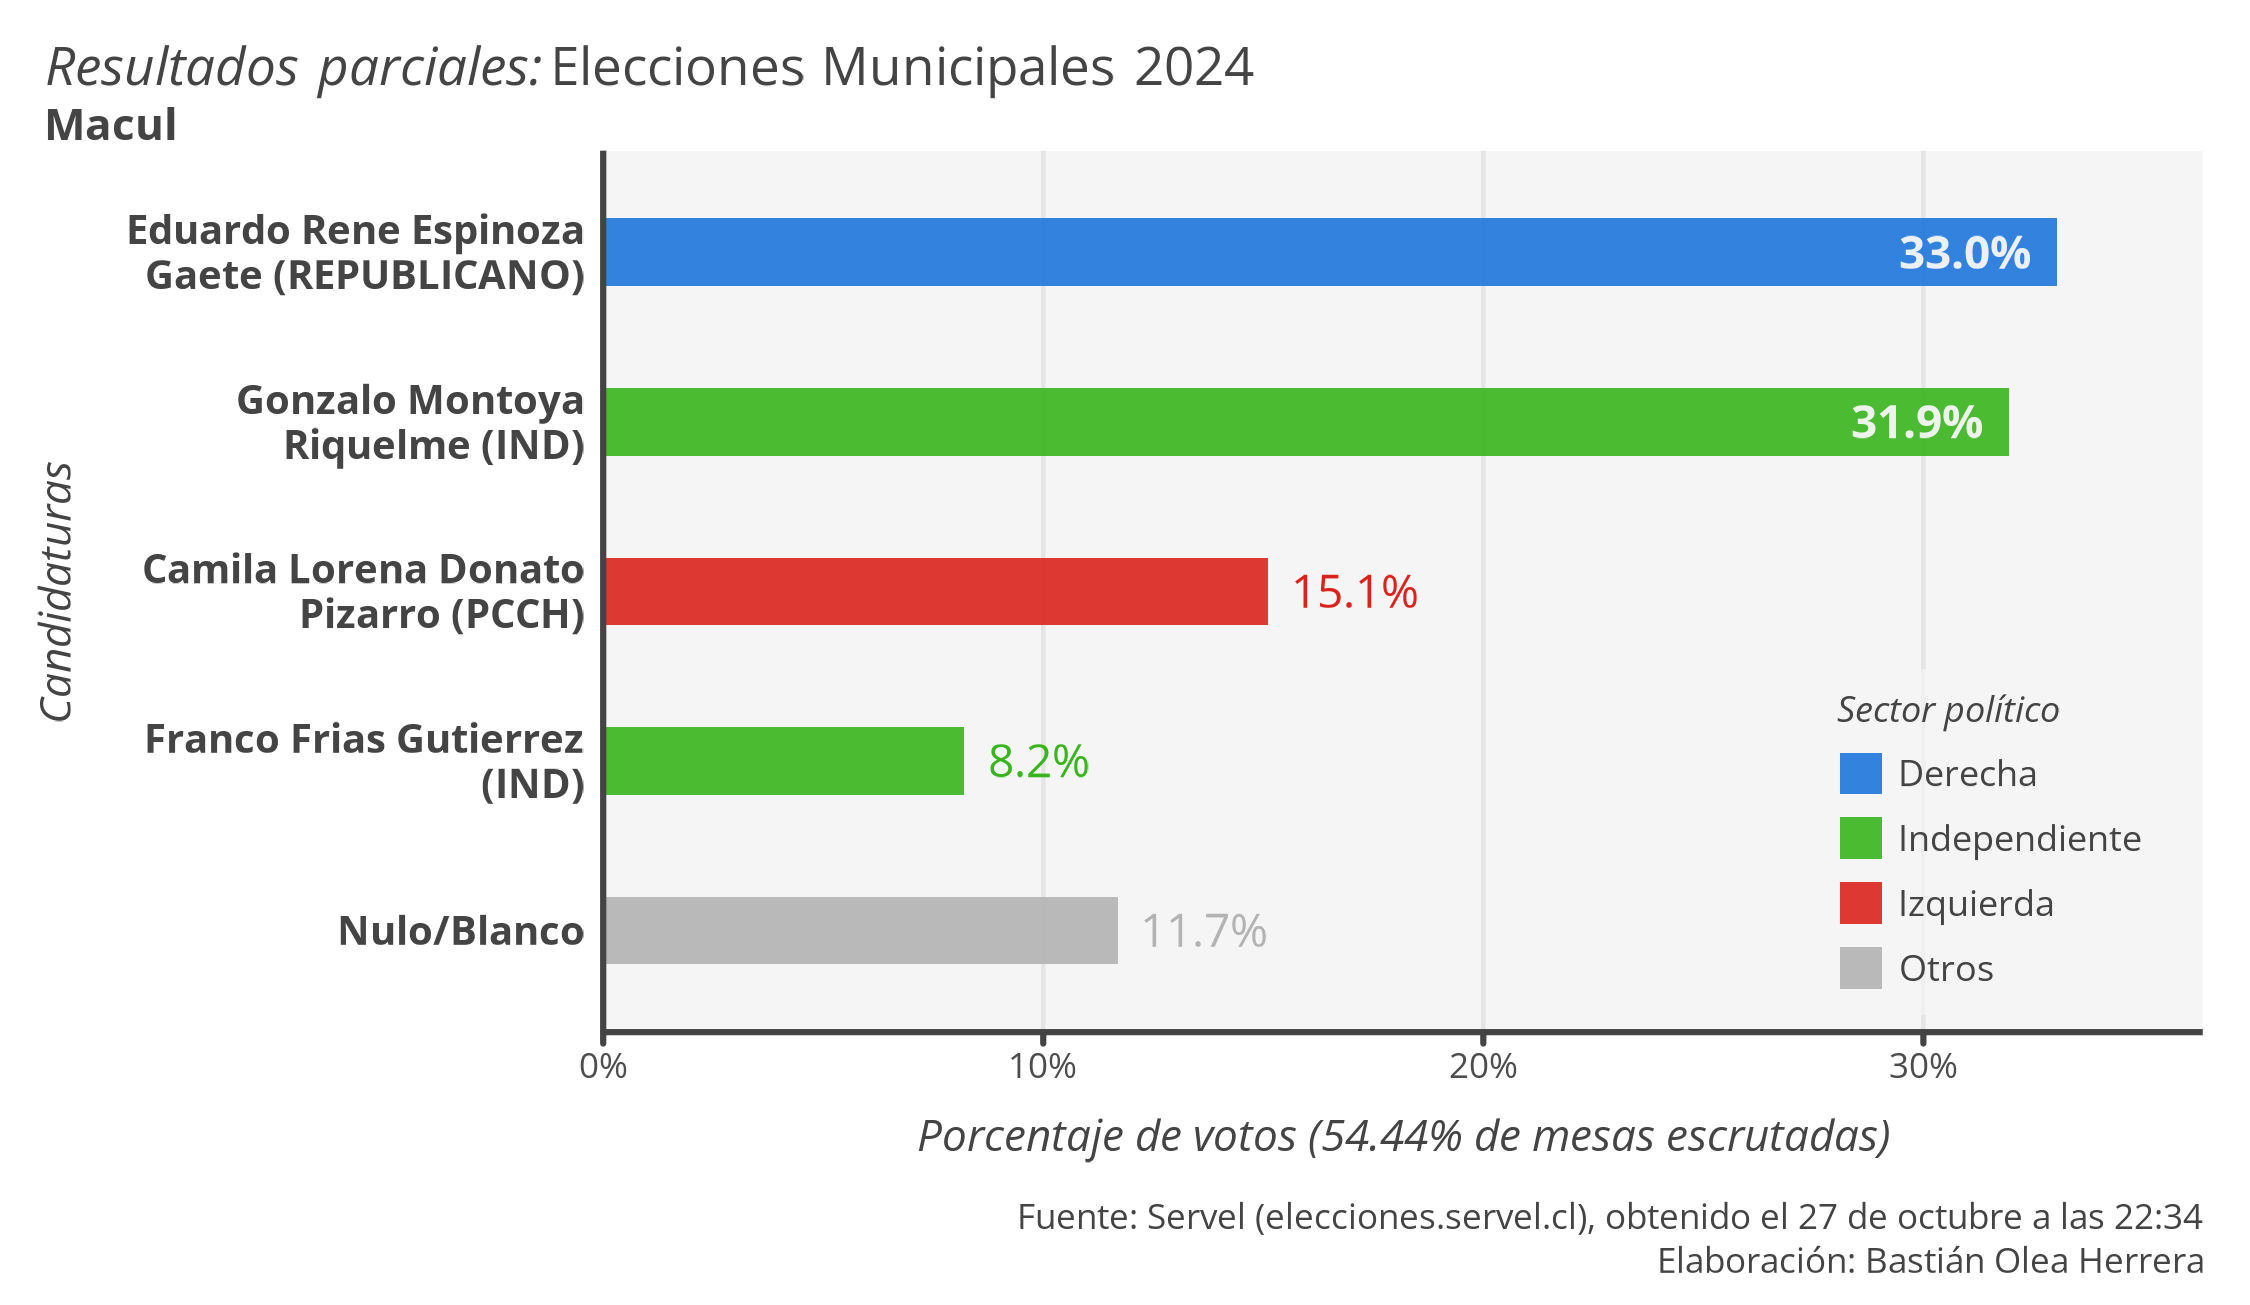 Resultados parciales: Elecciones Municipales 2024
Macul
Candidaturas
Eduardo Rene Espinoza
Gaete (REPUBLICANO)
33.0%
Gonzalo Montoya
Riquelme (IND)
31.9%
Camila Lorena Donato
Pizarro (PCCH)
15.1%
Franco Frias Gutierrez
(IND)
8.2%
Nulo/Blanco
11.7%
Sector político
Derecha
Independiente
Izquierda
Otros
0% 10% 20% 30%
Porcentaje de votos (54.44% de mesas escrutadas)
Fuente: Servel (elecciones.servel.cl), obtenido el 27 de octubre a las 22:34
Elaboración: Bastián Olea Herrera